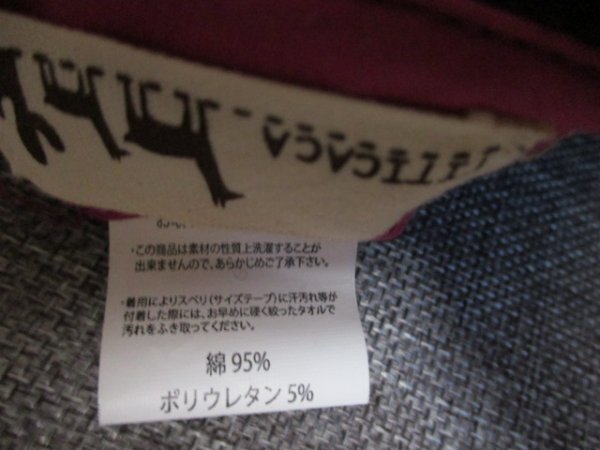 ・この商品は素材の性質上洗濯することが
出来ませんので、あらかじめご了承下さい。
・着用によりスベリ(サイズテープ)に汗汚れ等が
付着した際には、お早めに硬く絞ったタオルで
汚れをふき取ってください。
綿 95%
ポリウレタン 5%